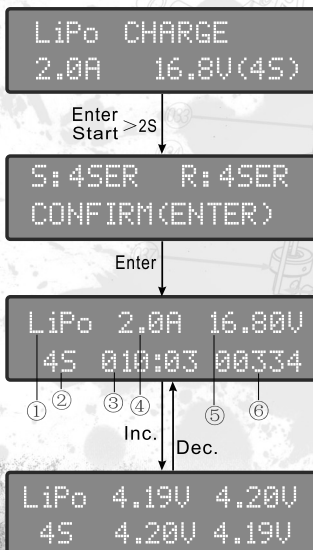 LiPo CHARGE
2.0A 16.8V(4S)
Enter
Start >2S
S:4SER R:4SER
CONFIRM(ENTER)
Enter
LiPo 2.0A 16.80V
4S 010:03 00334
① ② ③ ④ ⑤ ⑥
Inc. Dec.
LiPo 4.19V 4.20V
4S 4.20V 4.19V